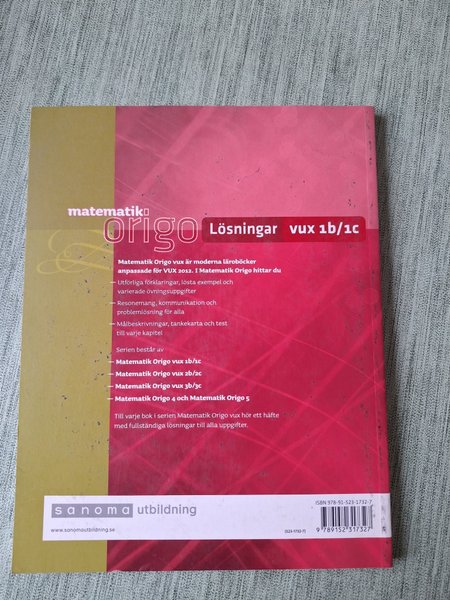 matematik
origo
Lösningar vux 1b/1c
Matematik Origo vux är moderna läroböcker
anpassade för VUX 2012. I Matematik Origo hittar du
– Utförliga förklaringar, lösta exempel och
varierade övningsuppgifter
– Resonemang, kommunikation och
problemlösning för alla
– Målbeskrivningar, tankekarta och test
till varje kapitel
Serien består av
– Matematik Origo vux 1b/1c
– Matematik Origo vux 2b/2c
– Matematik Origo vux 3b/3c
– Matematik Origo 4 och Matematik Origo 5
Till varje bok i serien Matematik Origo vux hör ett häfte
med fullständiga lösningar till alla uppgifter.
ISBN 978-91-523-1732-7
sanoma utbildning
www.sanomautbildning.se
(523-1732-7)
9 789152 317327